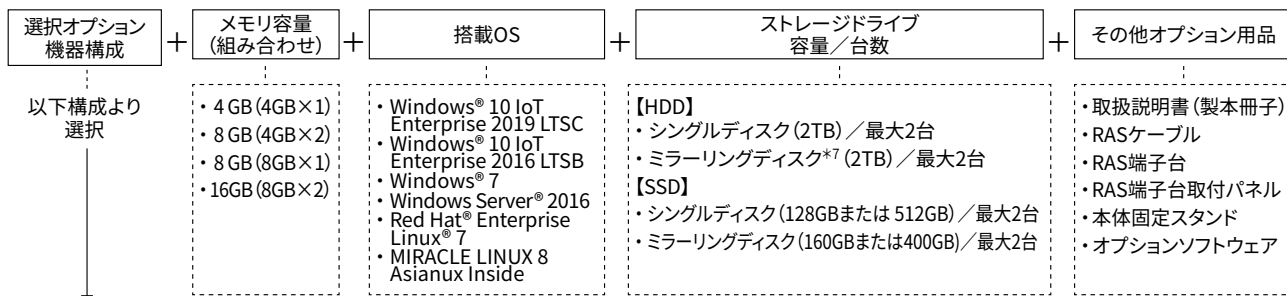 選択オプション
機器構成
+
メモリ容量
(組み合わせ)
+
搭載OS
+
ストレージドライブ
容量/台数
+
その他オプション用品
以下構成より
選択
・4GB(4GB×1)
・8GB(4GB×2)
・8GB(8GB×1)
・16GB(8GB×2)
・Windows® 10 IoT
Enterprise 2019 LTSC
・Windows® 10 IoT
Enterprise 2016 LTSB
・Windows® 7
・Windows Server® 2016
・Red Hat® Enterprise
Linux® 7
・MIRACLE LINUX 8
Asianux Inside
【HDD】
・シングルディスク(2TB)/最大2台
・ミラーリングディスク*7(2TB)/最大2台
【SSD】
・シングルディスク(128GBまたは 512GB)/最大2台
・ミラーリングディスク(160GBまたは400GB)/最大2台
・取扱説明書(製本冊子)
・RASケーブル
・RAS端子台
・RAS端子台取付パネル
・本体固定スタンド
・オプションソフトウェア